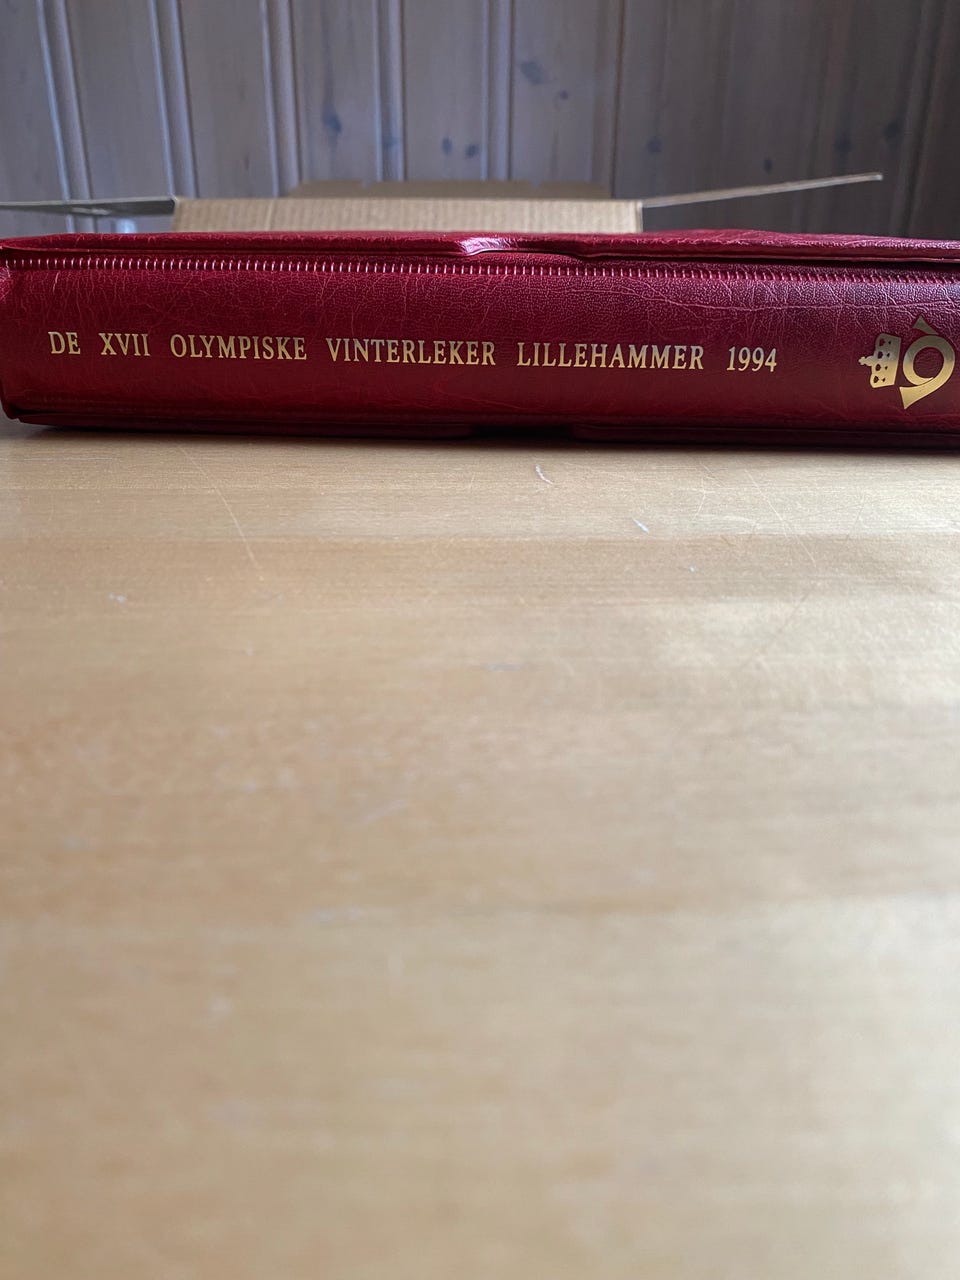 DE XVII OLYMPISKE VINTERLEKER LILLEHAMMER 1994